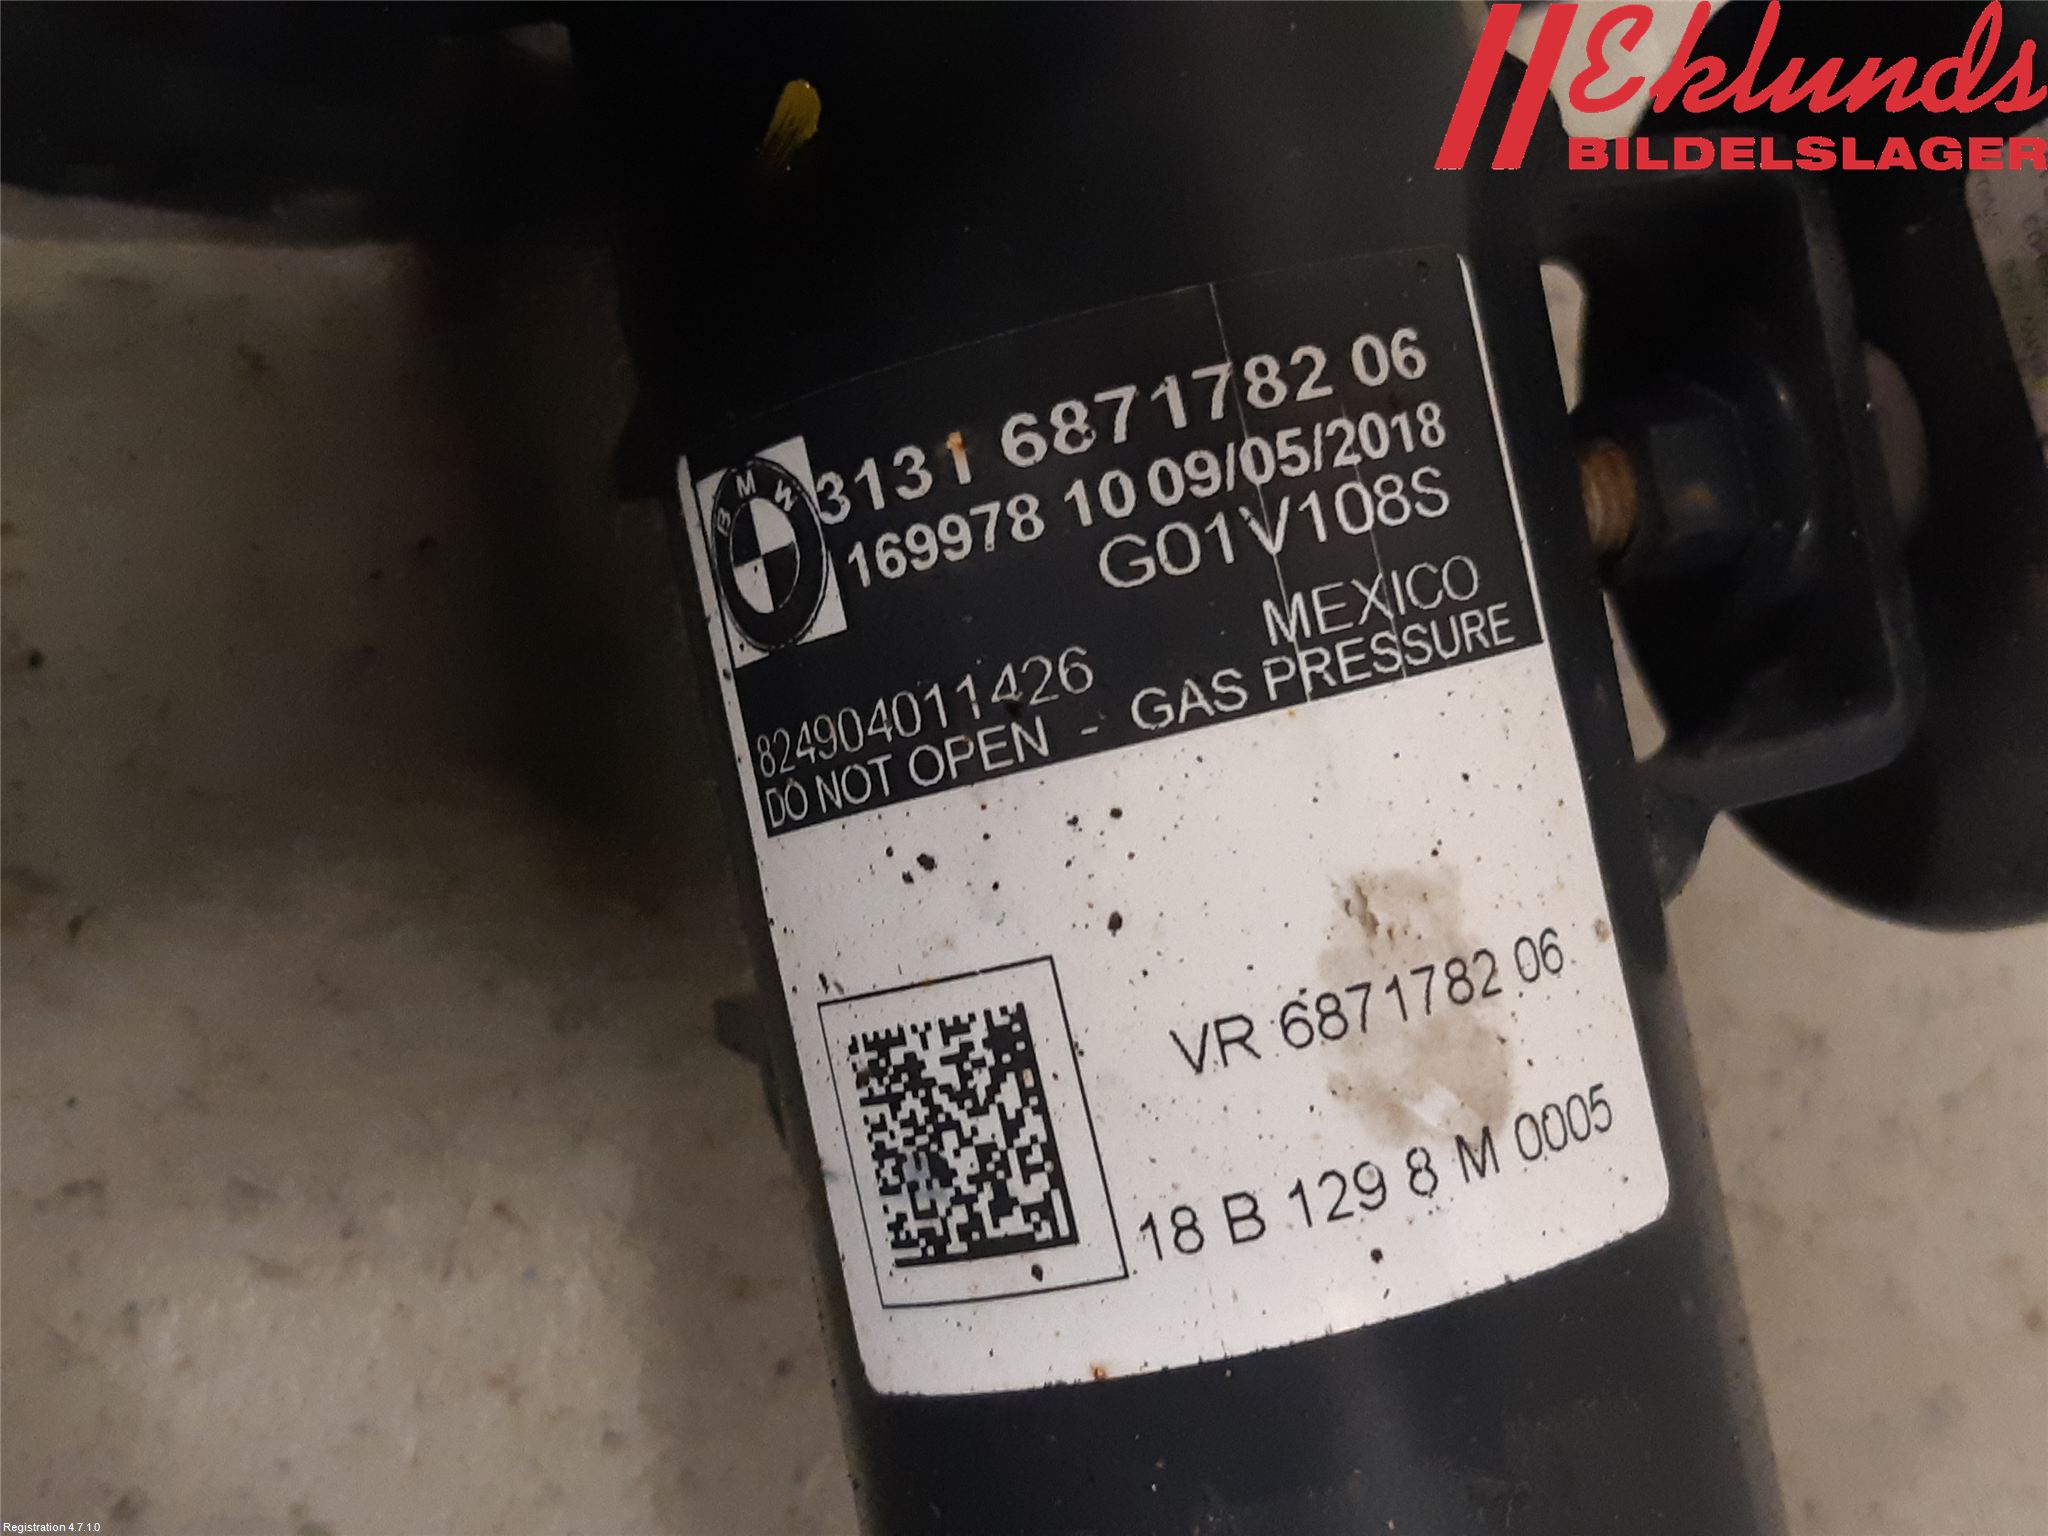 Eklunds
BILDELSLAGER
BMW
3131 6871782 06
169978 10 09/05/2018
G01V108S
MEXICO
824904011426
DO NOT OPEN - GAS PRESSURE
VR 6871782 06
18 B 129 8 M 0005
Registration 4.7.1.0